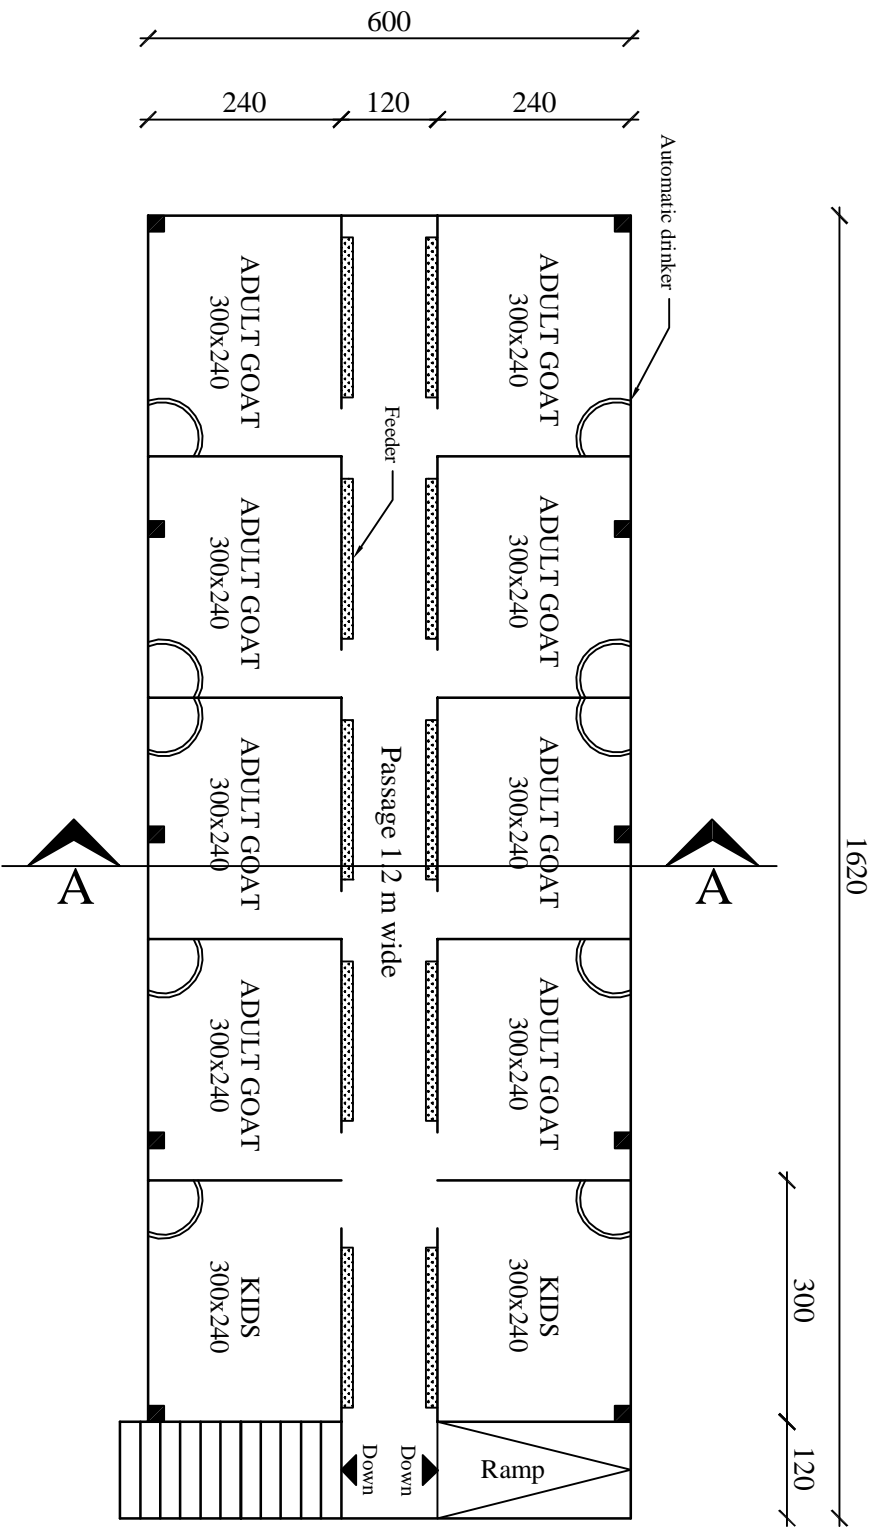 600
240
120
240
Automatic drinker
1620
ADULT GOAT
300x240
ADULT GOAT
300x240
Feeder
ADULT GOAT
300x240
ADULT GOAT
300x240
ADULT GOAT
300x240
Passage 1.2 m wide
ADULT GOAT
300x240
A
A
ADULT GOAT
300x240
ADULT GOAT
300x240
KIDS
300x240
KIDS
300x240
300
120
Down
Down
Ramp